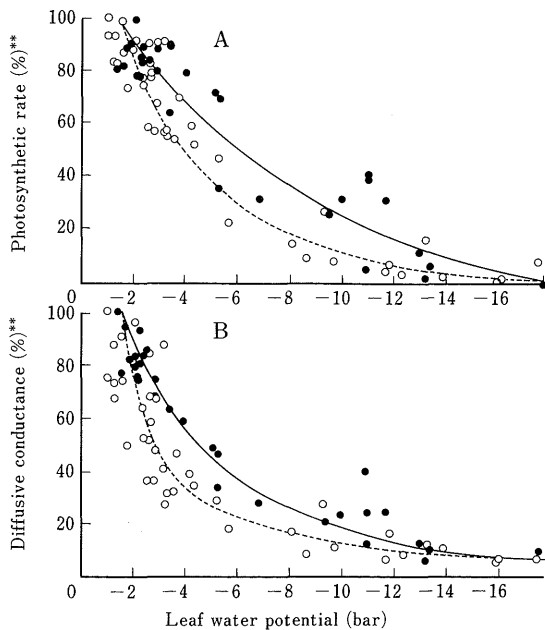 A
Photosynthetic rate (%)**
100
80
60
40
20
0
−2 −4 −6 −8 −10 −12 −14 −16
B
Diffusive conductance (%)**
100
80
60
40
20
0
−2 −4 −6 −8 −10 −12 −14 −16
Leaf water potential (bar)